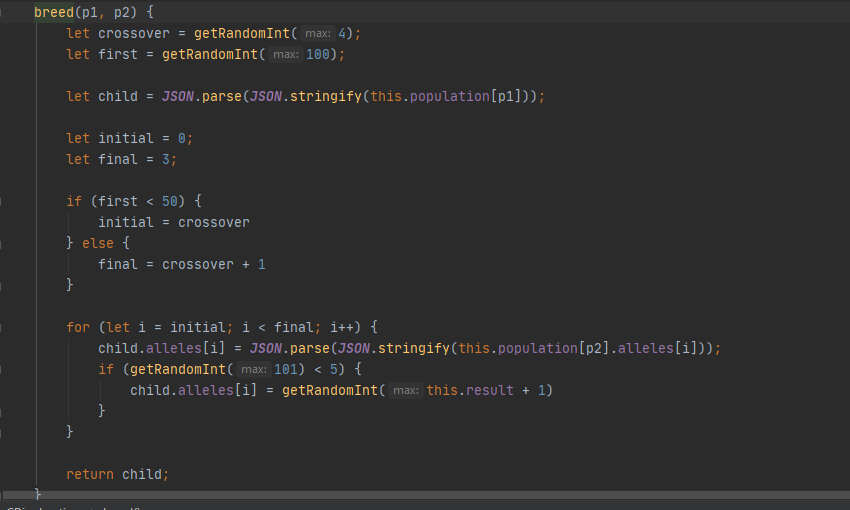 breed(p1, p2) {
let crossover = getRandomInt( max: 4);
let first = getRandomInt( max: 100);
let child = JSON.parse(JSON.stringify(this.population[p1]));
let initial = 0;
let final = 3;
if (first < 50) {
initial = crossover
} else {
final = crossover + 1
}
for (let i = initial; i < final; i++) {
child.alleles[i] = JSON.parse(JSON.stringify(this.population[p2].alleles[i]));
if (getRandomInt( max: 101) < 5) {
child.alleles[i] = getRandomInt( max: this.result + 1)
}
}
return child;
}